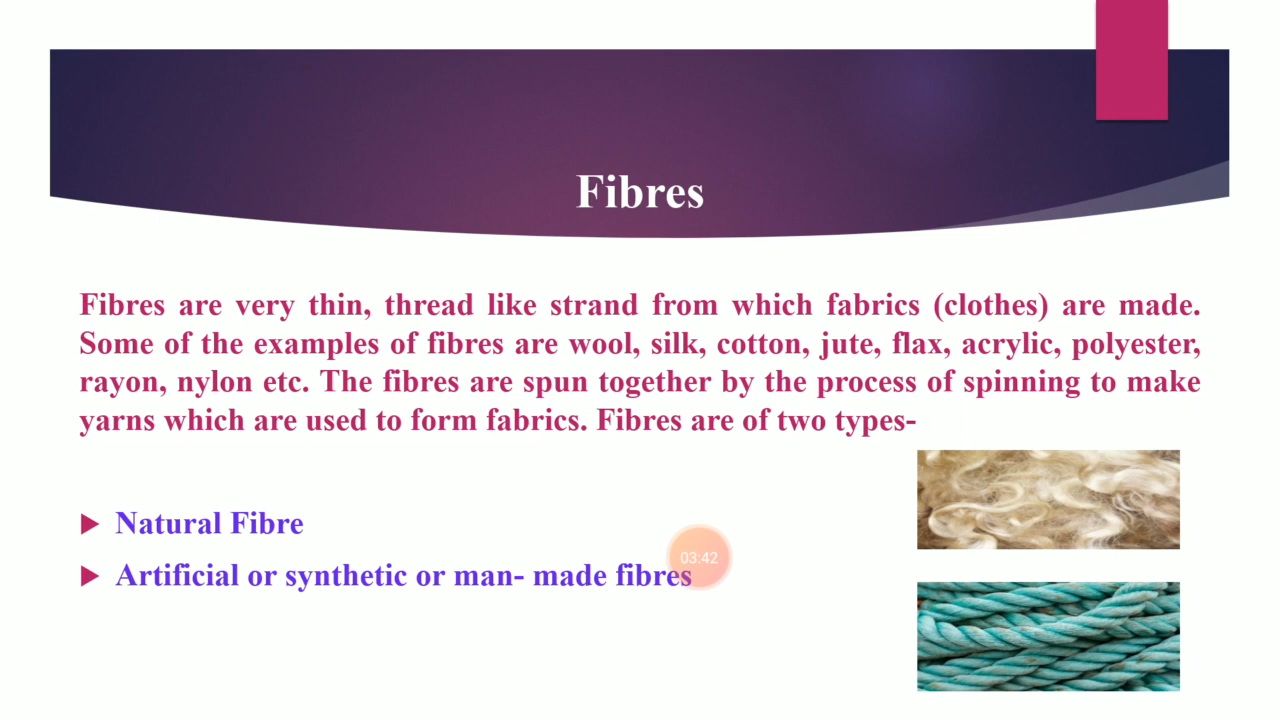 Fibres
Fibres are very thin, thread like strand from which fabrics (clothes) are made.
Some of the examples of fibres are wool, silk, cotton, jute, flax, acrylic, polyester,
rayon, nylon etc. The fibres are spun together by the process of spinning to make
yarns which are used to form fabrics. Fibres are of two types-
Natural Fibre
03:42
Artificial or synthetic or man- made fibres